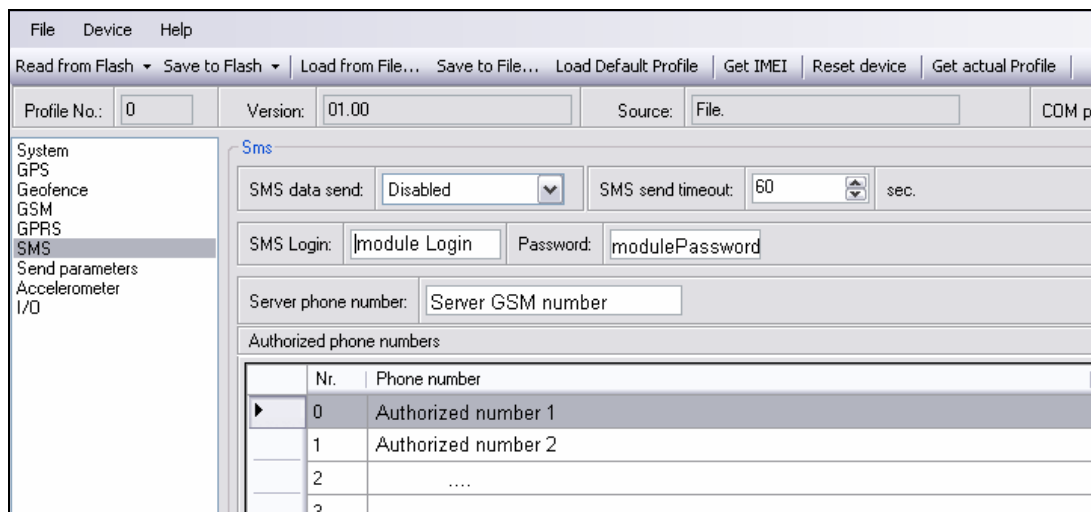 File Device Help
Read from Flash Save to Flash Load from File... Save to File... Load Default Profile Get IMEI Reset device Get actual Profile
Profile No.: 0 Version: 01.00 Source: File. COM p
System
GPS
Geofence
GSM
GPRS
SMS
Send parameters
Accelerometer
I/O
Sms
SMS data send: Disabled SMS send timeout: 60 sec.
SMS Login: module Login Password: modulePassword
Server phone number: Server GSM number
Authorized phone numbers
Nr. Phone number
0 Authorized number 1
1 Authorized number 2
2 ....
3